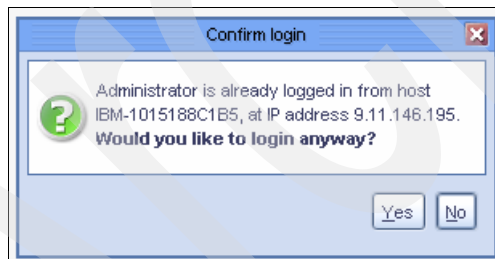 Confirm login
Administrator is already logged in from host
IBM-1015188C1B5, at IP address 9.11.146.195.
Would you like to login anyway?
Yes No